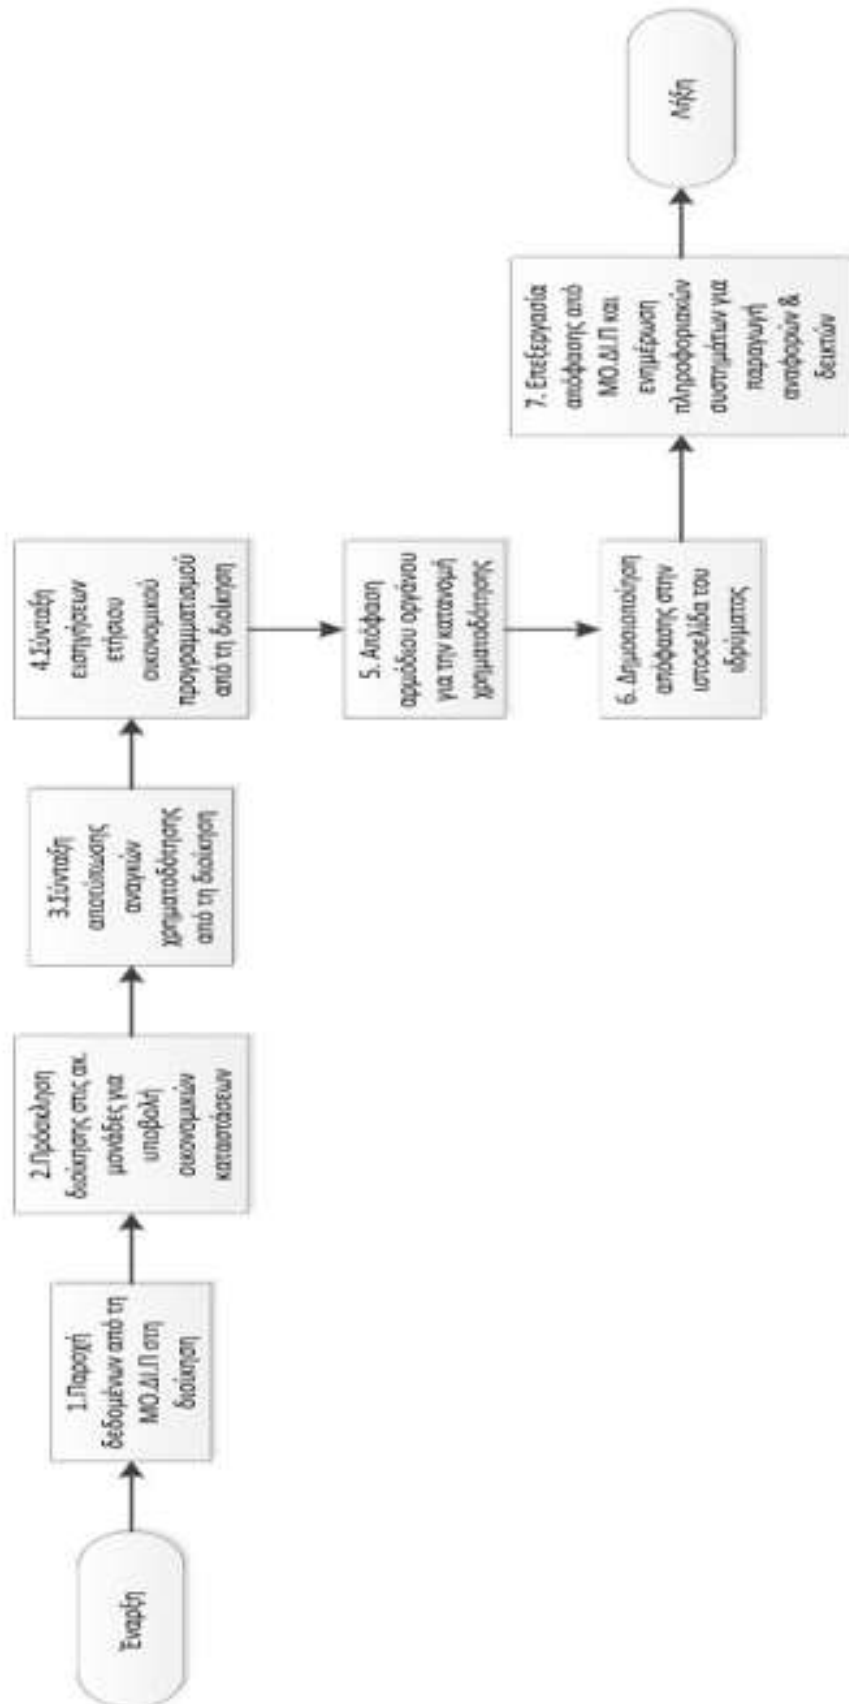 Έναρξη
1.Παροχή
δεδομένων από τη
ΜΟ.ΔΙ.Π στη
διοίκηση
2.Πρόσκληση
διοίκησης στις ακ.
μονάδες για
υποβολή
οικονομικών
καταστάσεων
3.Σύνταξη
αποτύπωσης
αναγκών
χρηματοδότησης
από τη διοίκηση
4.Σύνταξη
εισηγήσεων
ετήσιου
οικονομικού
προγραμματισμού
από τη διοίκηση
5. Απόφαση
αρμόδιου οργάνου
για την κατανομή
χρηματοδότησης
6. Δημοσιοποίηση
απόφασης στην
ιστοσελίδα του
ιδρύματος
7. Επεξεργασία
απόφασης από
ΜΟ.ΔΙ.Π και
ενημέρωση
πληροφοριακών
συστημάτων για
παραγωγή
αναφορών &
δεικτών
Λήξη